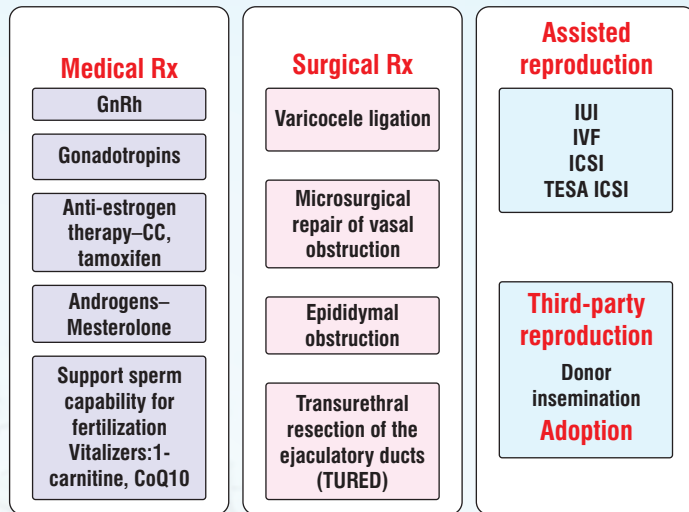 Medical Rx
GnRh
Gonadotropins
Anti-estrogen
therapy–CC,
tamoxifen
Androgens–
Mesterolone
Support sperm
capability for
fertilization
Vitalizers:1-
carnitine, CoQ10
Surgical Rx
Varicocele ligation
Microsurgical
repair of vasal
obstruction
Epididymal
obstruction
Transurethral
resection of the
ejaculatory ducts
(TURED)
Assisted
reproduction
IUI
IVF
ICSI
TESA ICSI
Third-party
reproduction
Donor
insemination
Adoption